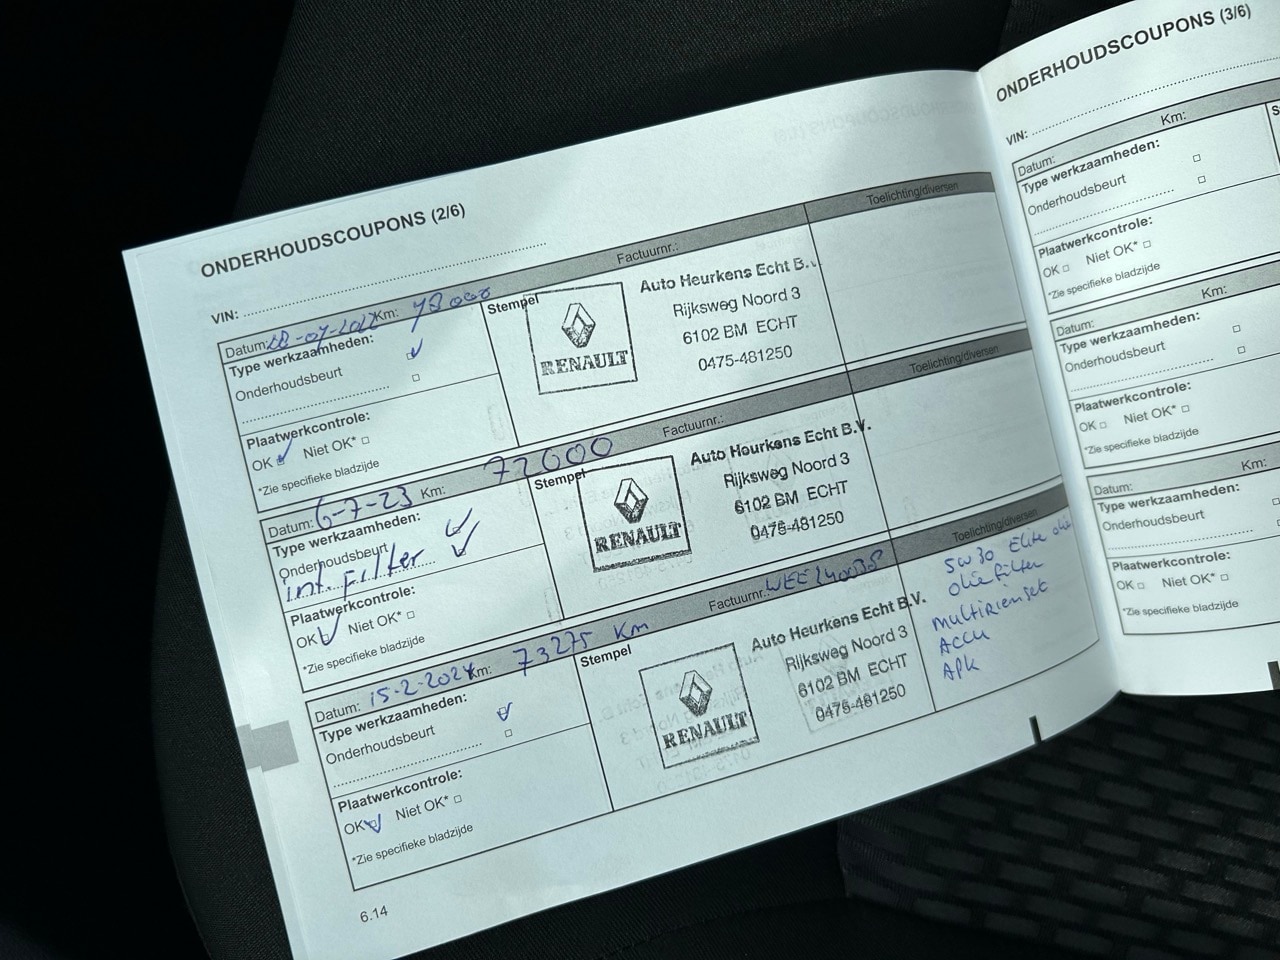 ONDERHOUDSCOUPONS (2/6)
VIN:
Datum: Km: Factuurnr.: Toelichting/diversen
Type werkzaamheden:
Onderhoudsbeurt
Plaatwerkcontrole:
OK Niet OK*
*Zie specifieke bladzijde
Stempel
RENAULT
Auto Heurkens Echt B.V.
Rijksweg Noord 3
6102 BM ECHT
0475-481250
Datum: 6-7-23 Km: 72000 Factuurnr.: Toelichting/diversen
Type werkzaamheden:
Onderhoudsbeurt
int. Filter
Plaatwerkcontrole:
OK Niet OK*
*Zie specifieke bladzijde
Stempel
RENAULT
Auto Heurkens Echt B.V.
Rijksweg Noord 3
6102 BM ECHT
0475-481250
Datum: 15-2-2024 Km: 73275 Km Factuurnr.: Toelichting/diversen
Type werkzaamheden:
Onderhoudsbeurt
Plaatwerkcontrole:
OK Niet OK*
*Zie specifieke bladzijde
Stempel
RENAULT
Auto Heurkens Echt B.V.
Rijksweg Noord 3
6102 BM ECHT
0475-481250
5w30 Elite olie
olie filter
multiriemset
Accu
APK
6.14
ONDERHOUDSCOUPONS (3/6)
VIN:
Datum: Km:
Type werkzaamheden:
Onderhoudsbeurt
Plaatwerkcontrole:
OK Niet OK*
*Zie specifieke bladzijde
Datum: Km:
Type werkzaamheden:
Onderhoudsbeurt
Plaatwerkcontrole:
OK Niet OK*
*Zie specifieke bladzijde
Datum: Km:
Type werkzaamheden:
Onderhoudsbeurt
Plaatwerkcontrole:
OK Niet OK*
*Zie specifieke bladzijde